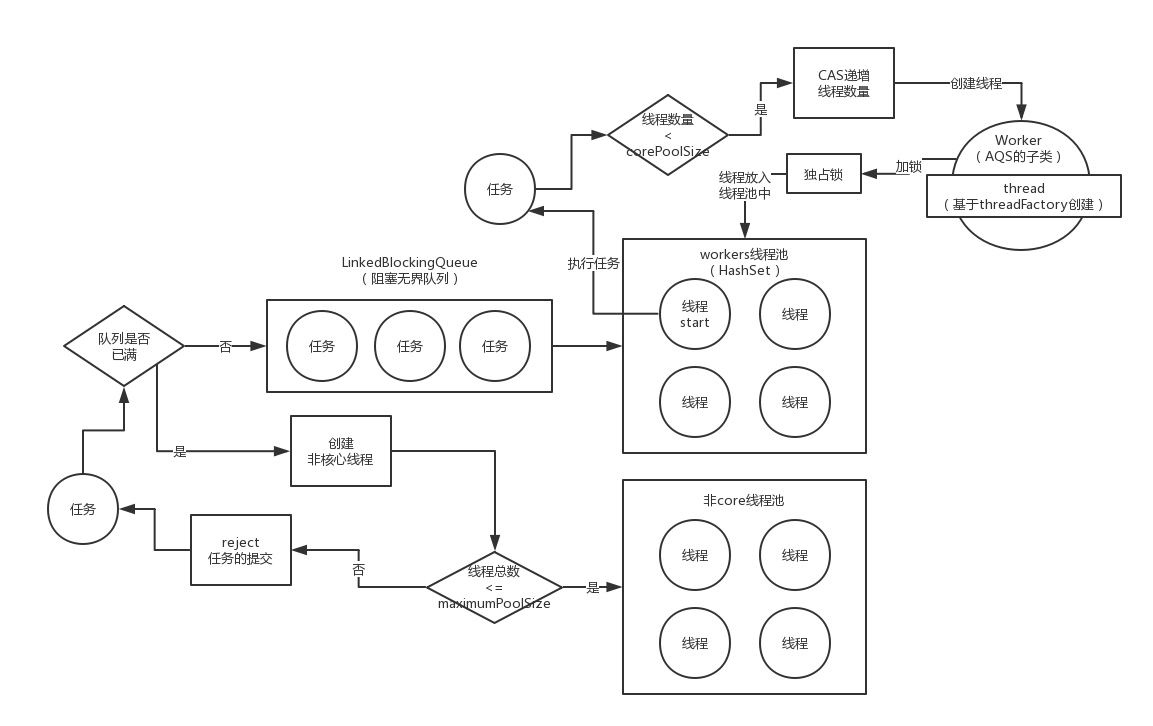 CAS递增
线程数量
创建线程
线程数量
<
corePoolSize
是
Worker
（ AQS的子类 ）
加锁
独占锁
thread
（ 基于threadFactory创建 ）
任务
线程放入
线程池中
执行任务
workers线程池
（ HashSet ）
线程
start
线程
线程
线程
LinkedBlockingQueue
（ 阻塞无界队列 ）
任务
任务
任务
队列是否
已满
否
是
创建
非核心线程
任务
reject
任务的提交
否
线程总数
<=
maximumPoolSize
是
非core线程池
线程
线程
线程
线程